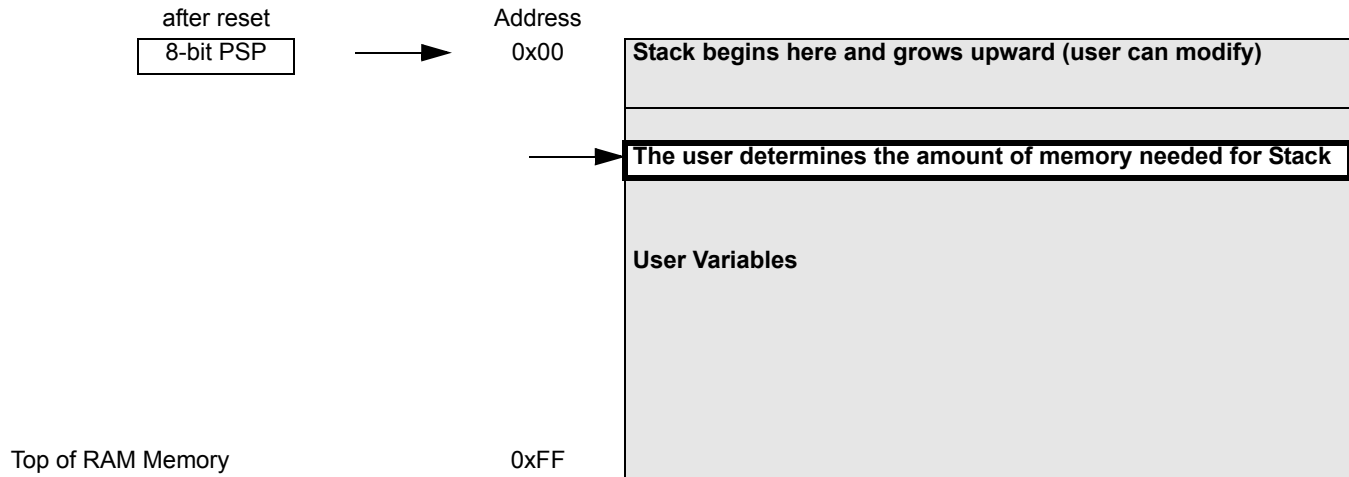 after reset Address
8-bit PSP 0x00 Stack begins here and grows upward (user can modify)
The user determines the amount of memory needed for Stack
User Variables
Top of RAM Memory 0xFF